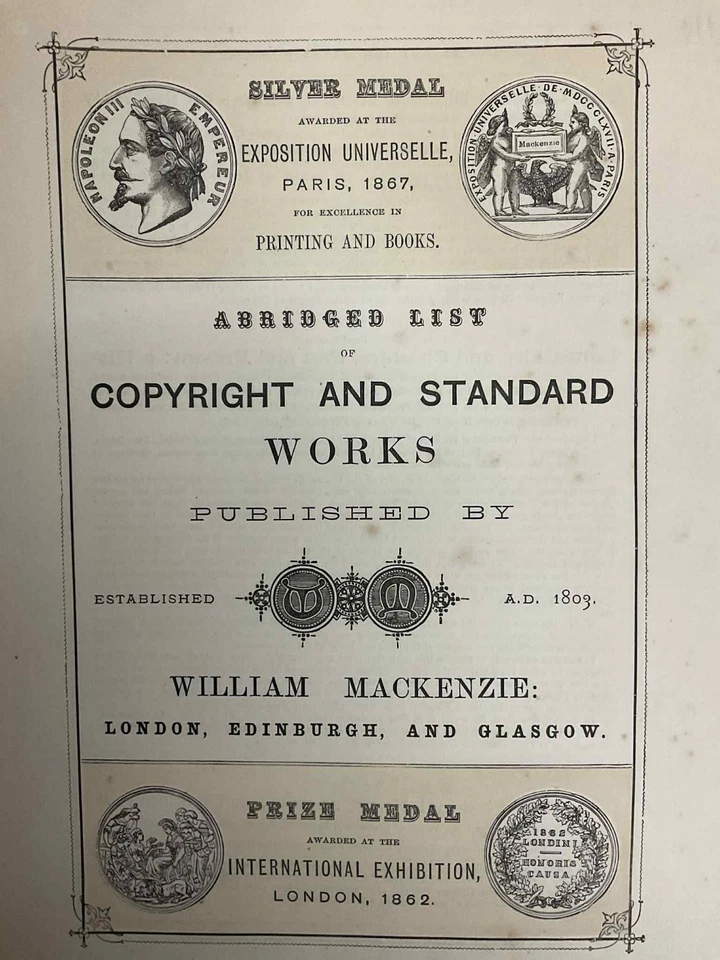 NAPOLEON III EMPEREUR
SILVER MEDAL
AWARDED AT THE
EXPOSITION UNIVERSELLE,
PARIS, 1867,
FOR EXCELLENCE IN
PRINTING AND BOOKS.
EXPOSITION·UNIVERSELLE·DE·MDCCCLXVII·A·PARIS
Mackenzie
ABRIDGED LIST
OF
COPYRIGHT AND STANDARD
WORKS
PUBLISHED BY
ESTABLISHED
W M
A.D. 1803.
WILLIAM MACKENZIE:
LONDON, EDINBURGH, AND GLASGOW.
PRIZE MEDAL
AWARDED AT THE
INTERNATIONAL EXHIBITION,
LONDON, 1862.
1862
LONDINI
HONORIS
CAUSA